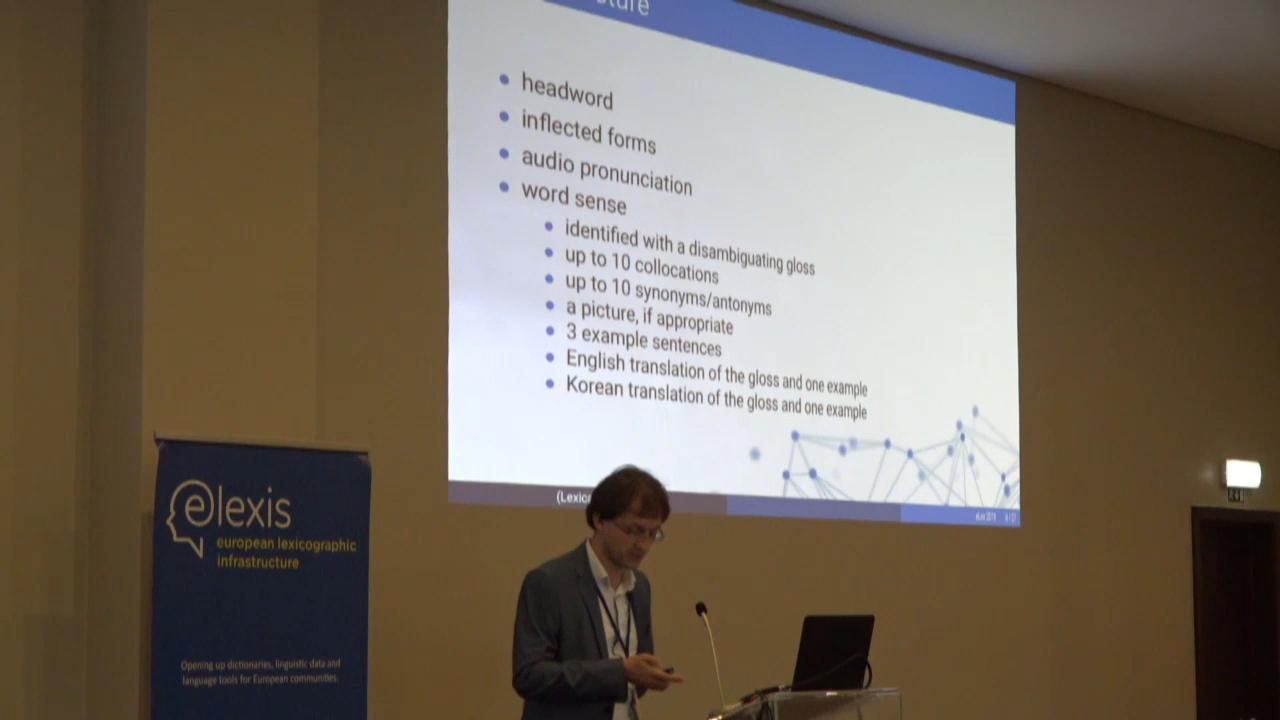 headword
inflected forms
audio pronunciation
word sense
identified with a disambiguating gloss
up to 10 collocations
up to 10 synonyms/antonyms
a picture, if appropriate
3 example sentences
English translation of the gloss and one example
Korean translation of the gloss and one example
elexis
european lexicographic
infrastructure
Opening up dictionaries, linguistic data and
language tools for European communities.